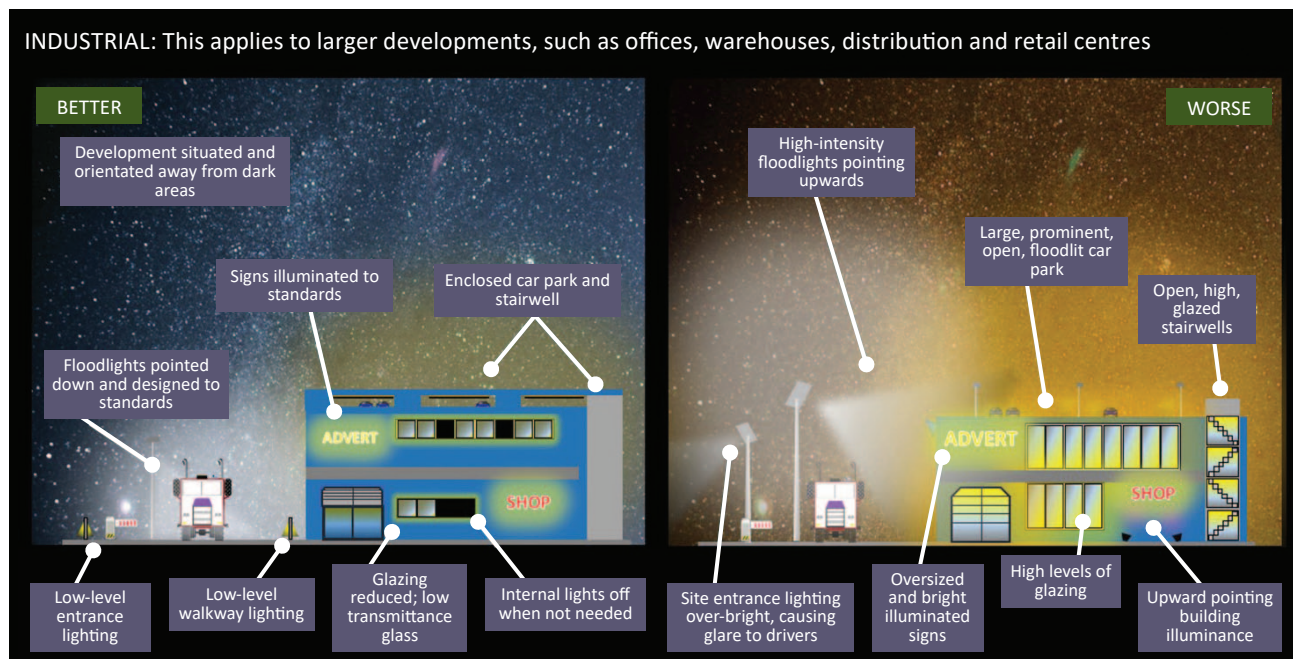 INDUSTRIAL: This applies to larger developments, such as offices, warehouses, distribution and retail centres
BETTER
Development situated and
orientated away from dark
areas
Signs illuminated to
standards
Enclosed car park and
stairwell
Floodlights pointed
down and designed to
standards
ADVERT
SHOP
Low-level
entrance
lighting
Low-level
walkway lighting
Glazing
reduced; low
transmittance
glass
Internal lights off
when not needed
WORSE
High-intensity
floodlights pointing
upwards
Large, prominent,
open, floodlit car
park
Open, high,
glazed
stairwells
ADVERT
SHOP
Site entrance lighting
over-bright, causing
glare to drivers
Oversized
and bright
illuminated
signs
High levels of
glazing
Upward pointing
building
illuminance